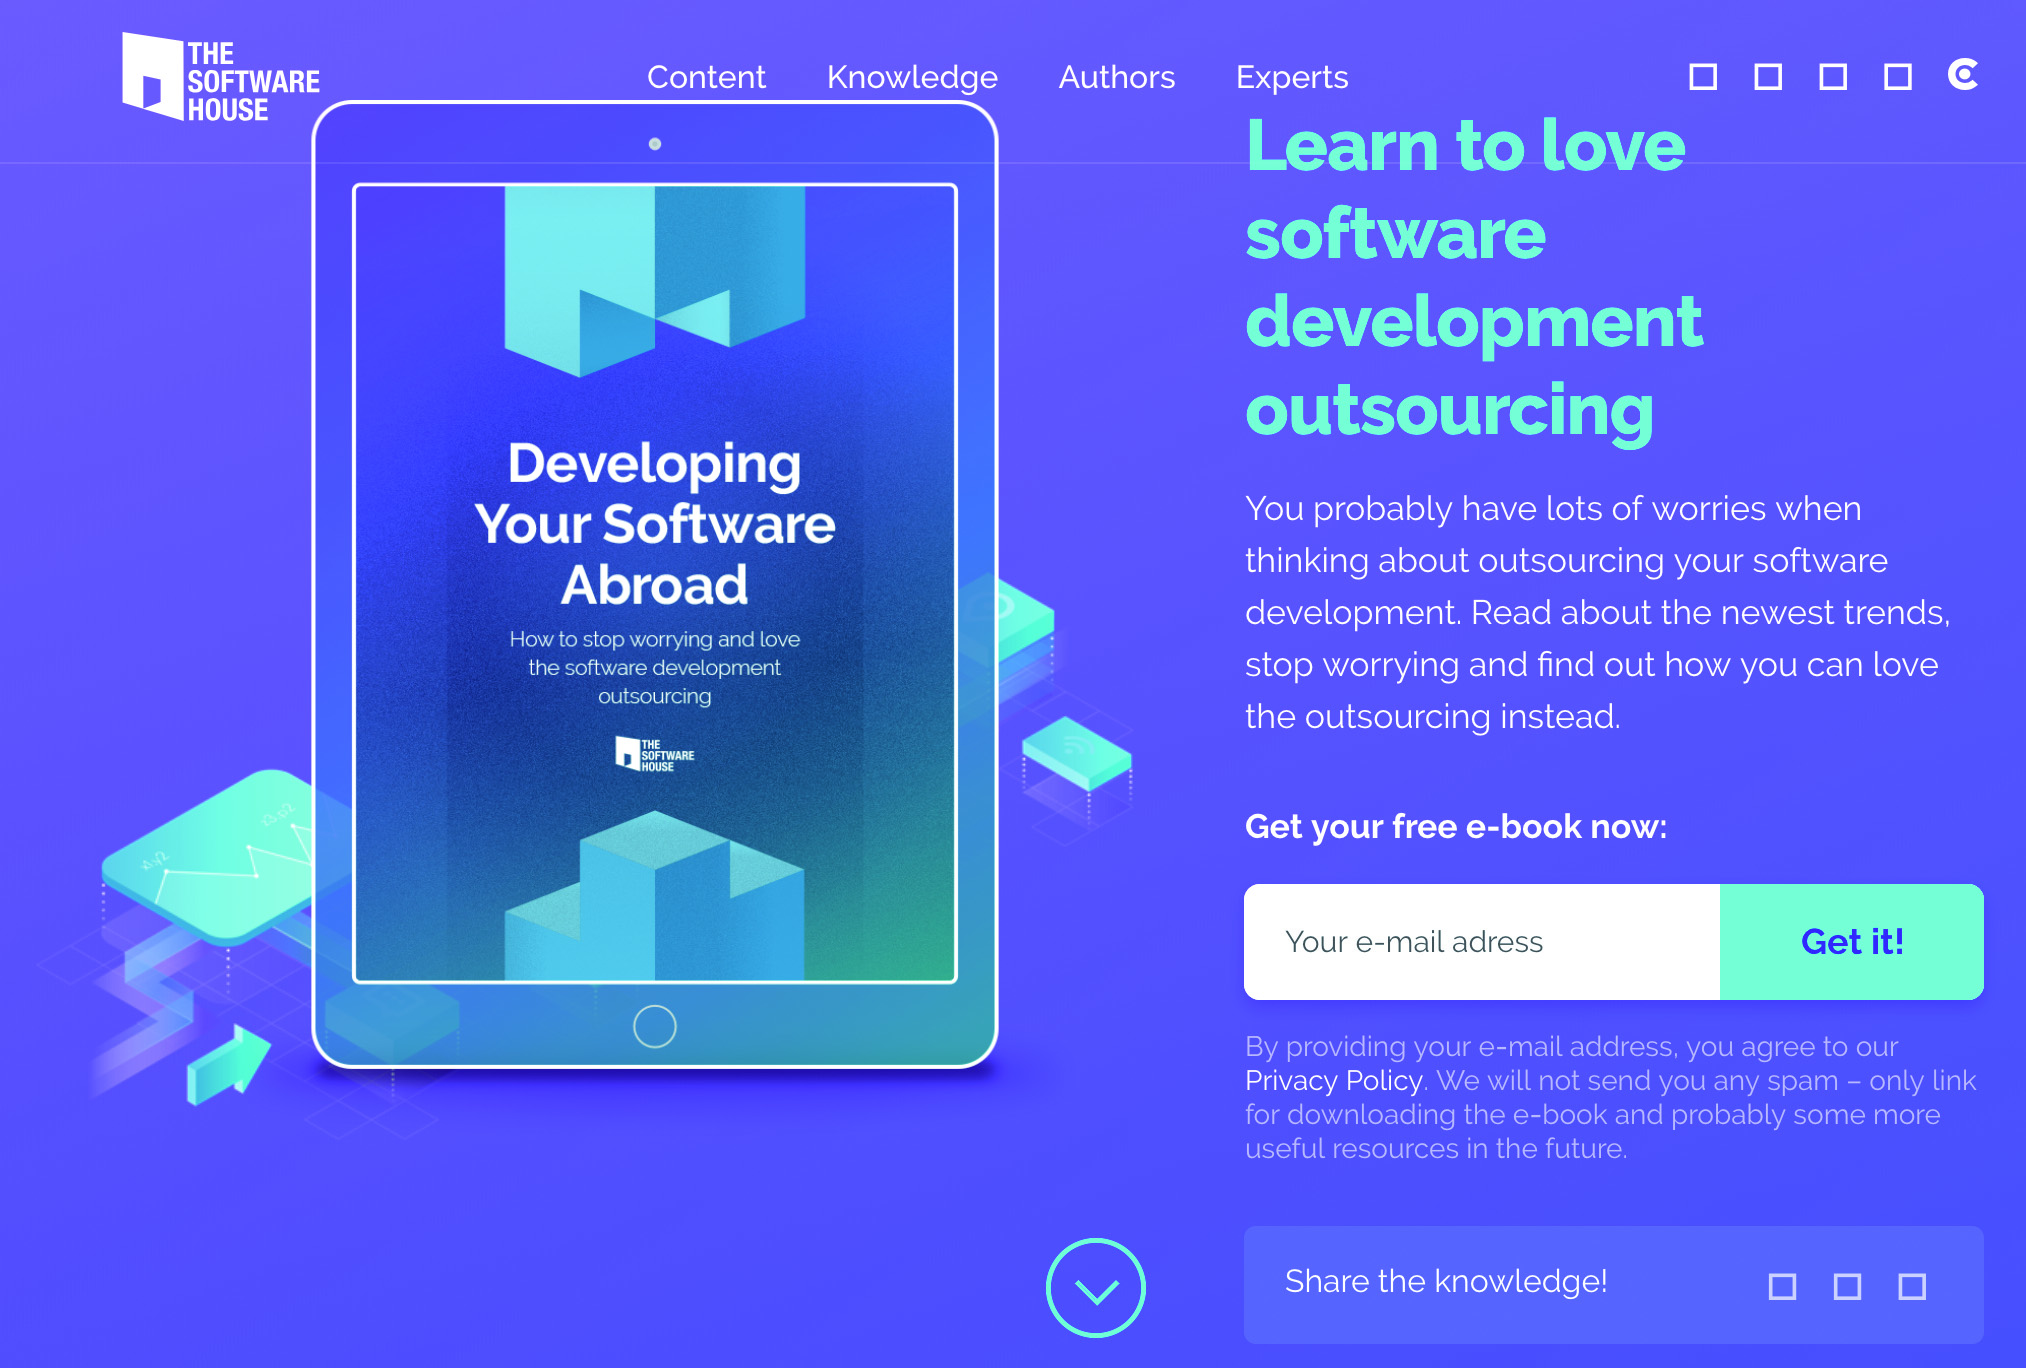 THE
SOFTWARE
HOUSE
Content Knowledge Authors Experts
Developing
Your Software
Abroad
How to stop worrying and love
the software development
outsourcing
THE
SOFTWARE
HOUSE
Learn to love
software
development
outsourcing
You probably have lots of worries when
thinking about outsourcing your software
development. Read about the newest trends,
stop worrying and find out how you can love
the outsourcing instead.
Get your free e-book now:
Your e-mail adress Get it!
By providing your e-mail address, you agree to our
Privacy Policy. We will not send you any spam – only link
for downloading the e-book and probably some more
useful resources in the future.
Share the knowledge!